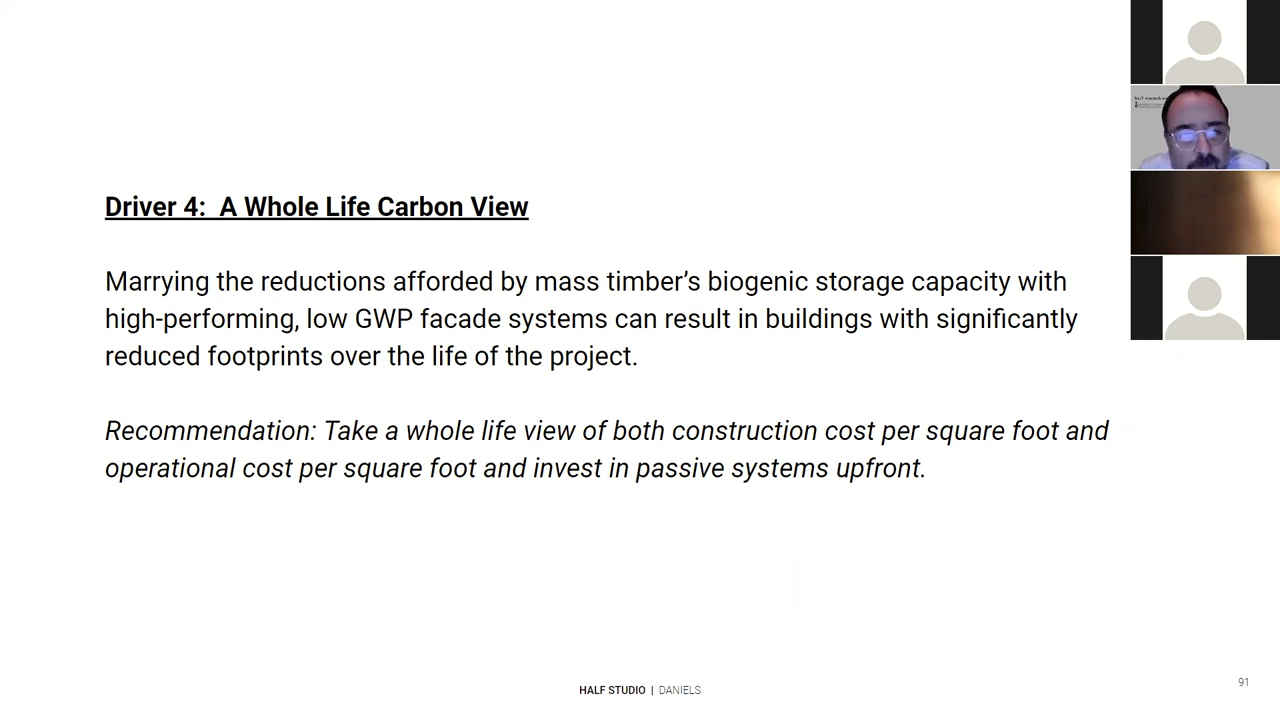 Driver 4:  A Whole Life Carbon View
Marrying the reductions afforded by mass timber’s biogenic storage capacity with
high-performing, low GWP facade systems can result in buildings with significantly
reduced footprints over the life of the project.
Recommendation: Take a whole life view of both construction cost per square foot and
operational cost per square foot and invest in passive systems upfront.
HALF STUDIO | DANIELS
91